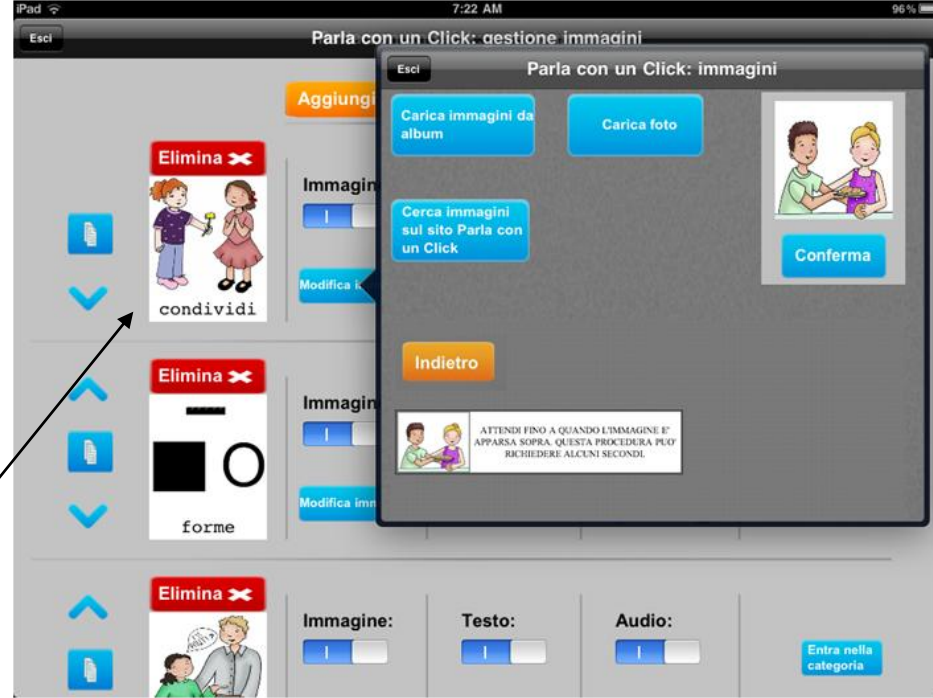 iPad 7:22 AM 96%
Esci Parla con un Click: gestione immagini
Esci Parla con un Click: immagini
Aggiungi
Carica immagini da
album
Carica foto
Elimina
Immagin
Cerca immagini
sul sito Parla con
un Click
Conferma
Modifica i
condividi
Indietro
Elimina
Immagin
ATTENDI FINO A QUANDO L'IMMAGINE E'
APPARSA SOPRA. QUESTA PROCEDURA PUO'
RICHIEDERE ALCUNI SECONDI.
Modifica imm
forme
Elimina
Immagine: Testo: Audio:
Entra nella
categoria